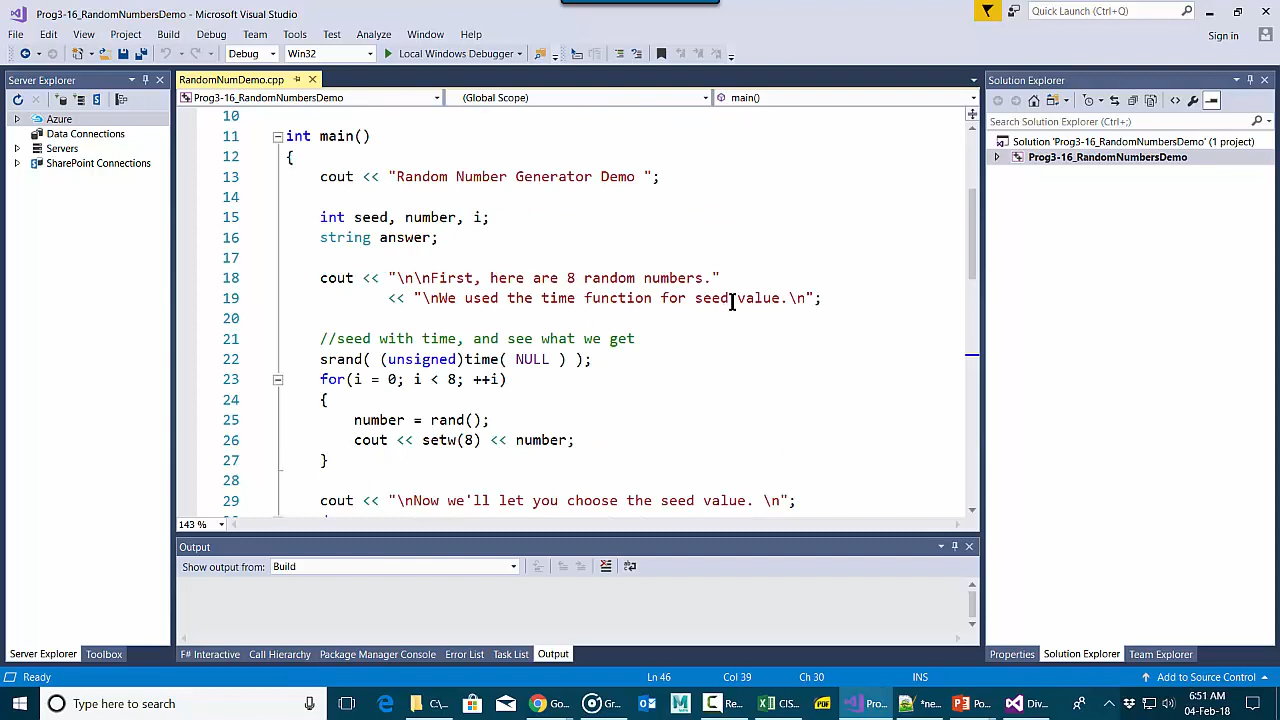 Prog3-16_RandomNumbersDemo - Microsoft Visual Studio
Quick Launch (Ctrl+Q)
File Edit View Project Build Debug Team Tools Test Analyze Window Help
Sign in
Debug Win32 Local Windows Debugger
Server Explorer
Azure
Data Connections
Servers
SharePoint Connections
RandomNumDemo.cpp
Prog3-16_RandomNumbersDemo (Global Scope) main()
10
11 int main()
12 {
13 cout << "Random Number Generator Demo ";
14
15 int seed, number, i;
16 string answer;
17
18 cout << "\n\nFirst, here are 8 random numbers."
19 << "\nWe used the time function for seed value.\n";
20
21 //seed with time, and see what we get
22 srand( (unsigned)time( NULL ) );
23 for(i = 0; i < 8; ++i)
24 {
25 number = rand();
26 cout << setw(8) << number;
27 }
28
29 cout << "\nNow we'll let you choose the seed value. \n";
143 %
Solution Explorer
Search Solution Explorer (Ctrl+;)
Solution 'Prog3-16_RandomNumbersDemo' (1 project)
Prog3-16_RandomNumbersDemo
Output
Show output from: Build
Server Explorer Toolbox
F# Interactive Call Hierarchy Package Manager Console Error List Task List Output
Properties Solution Explorer Team Explorer
Ready Ln 46 Col 39 Ch 30 INS Add to Source Control
Type here to search
C:\... Go... Gr... Re... CIS... Pro... *ne... Po... Div...
6:51 AM
04-Feb-18